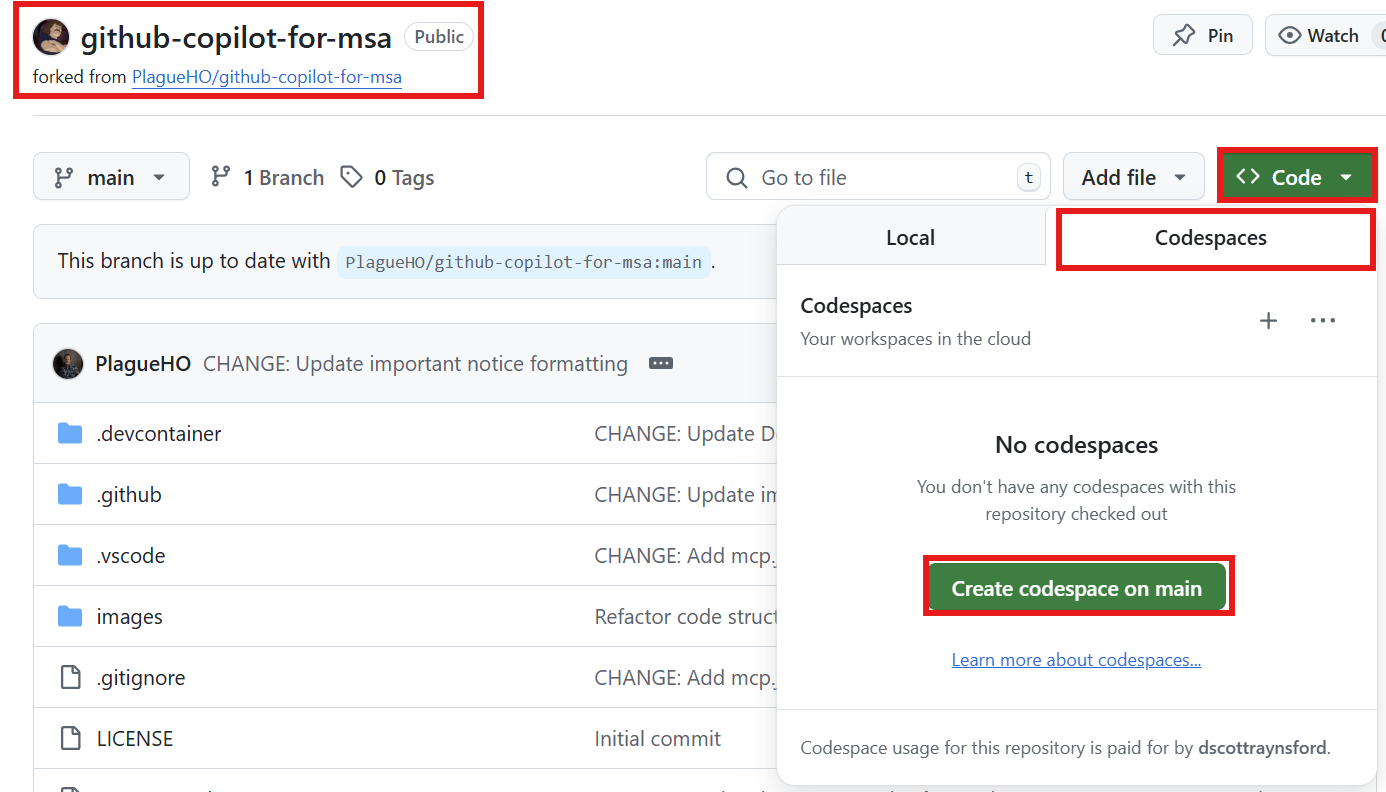 github-copilot-for-msa Public
forked from PlagueHO/github-copilot-for-msa
Pin
Watch
main
1 Branch
0 Tags
Go to file
t
Add file
<> Code
This branch is up to date with PlagueHO/github-copilot-for-msa:main .
Local
Codespaces
Codespaces
Your workspaces in the cloud
PlagueHO CHANGE: Update important notice formatting
.devcontainer CHANGE: Update D
.github CHANGE: Update im
.vscode CHANGE: Add mcp.
images Refactor code struct
.gitignore CHANGE: Add mcp.
LICENSE Initial commit
No codespaces
You don't have any codespaces with this
repository checked out
Create codespace on main
Learn more about codespaces...
Codespace usage for this repository is paid for by dscottraynsford.